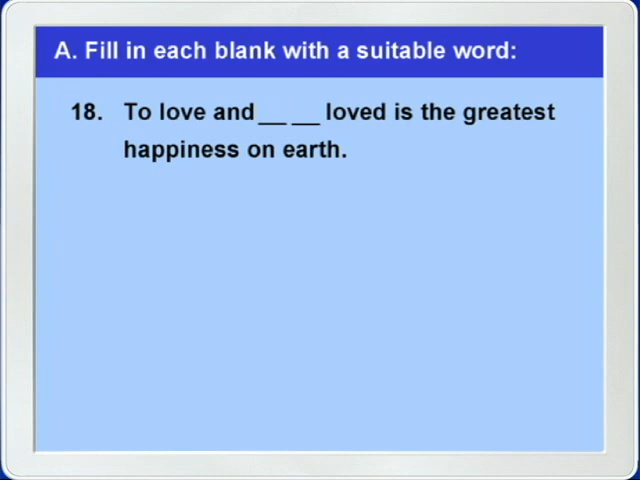 A. Fill in each blank with a suitable word:
18. To love and __ __ loved is the greatest
happiness on earth.